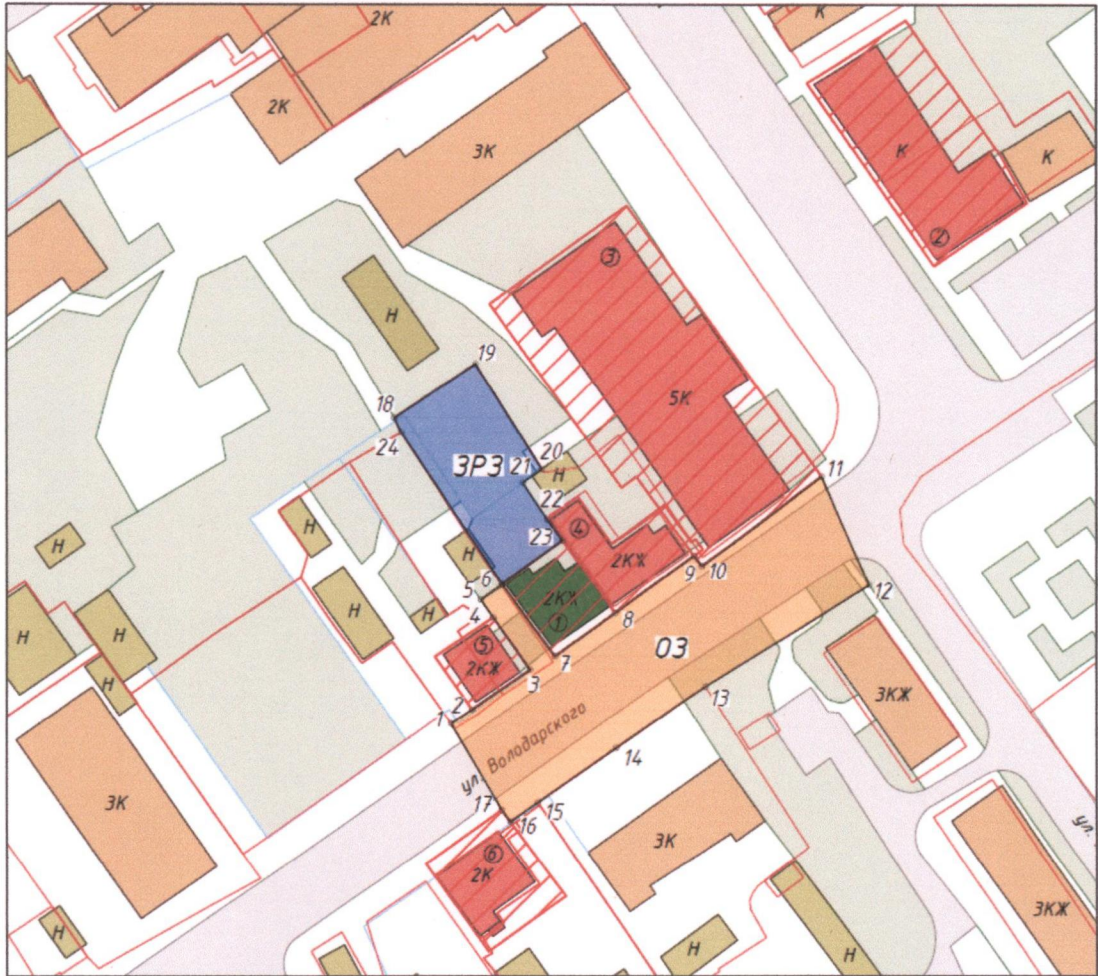 2К
К
2К
3К
К
К
②
③
Н
19
5К
18
24
ЗРЗ
21
20
Н
11
22
Н
④
23
Н
Н
6
2КЖ
9
10
5
2КЖ
12
Н
4
①
Н
Н
⑤
8
ОЗ
2КЖ
3
7
Н
2
3КЖ
1
13
ул. Володарского
14
3К
17
15
16
ул.
3К
⑥
2К
3КЖ
Н
Н
Н